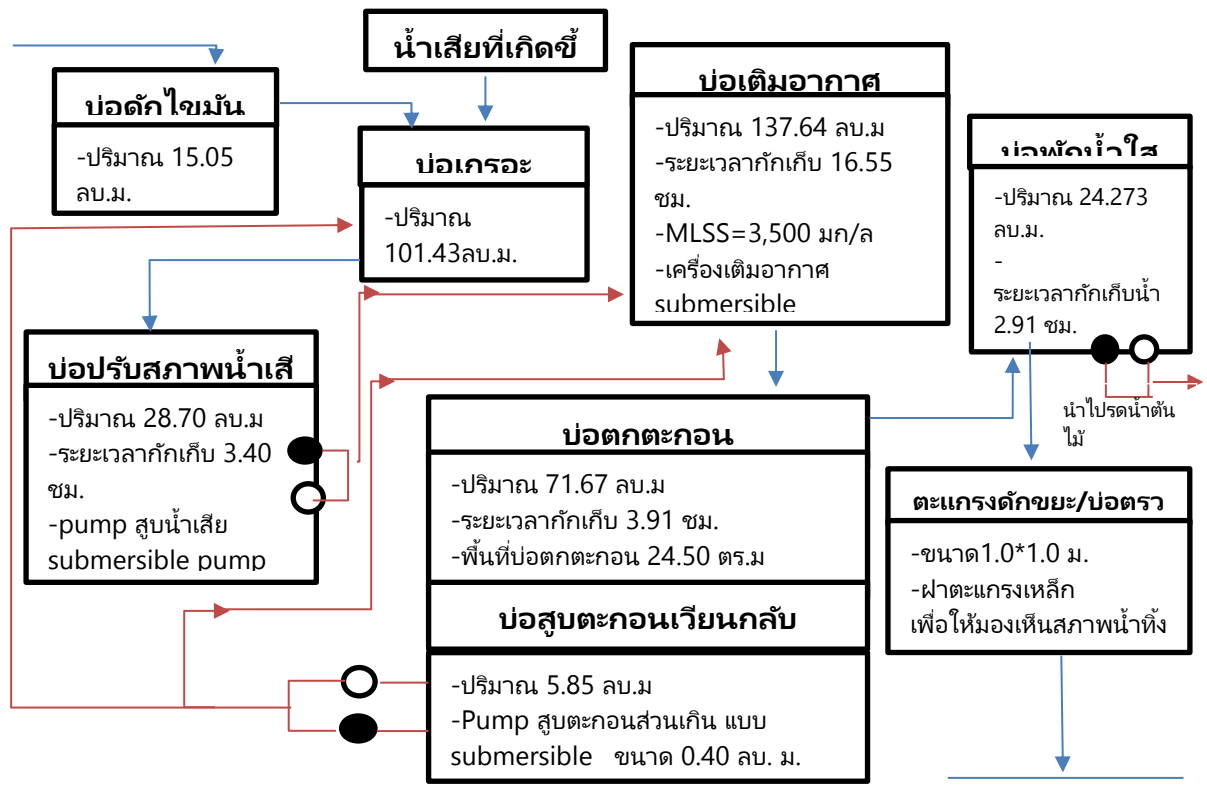 น้ำเสียที่เกิดขึ้
บ่อดักไขมัน
-ปริมาณ 15.05
ลบ.ม.
บ่อเกรอะ
-ปริมาณ
101.43ลบ.ม.
บ่อเติมอากาศ
-ปริมาณ 137.64 ลบ.ม
-ระยะเวลากักเก็บ 16.55
ชม.
-MLSS=3,500 มก/ล
-เครื่องเติมอากาศ
submersible
บ่อพักน้ำใส
-ปริมาณ 24.273
ลบ.ม.
-
ระยะเวลากักเก็บน้ำ
2.91 ชม.
นำไปรดน้ำต้น
ไม้
บ่อปรับสภาพน้ำเสี
-ปริมาณ 28.70 ลบ.ม
-ระยะเวลากักเก็บ 3.40
ชม.
-pump สูบน้ำเสีย
submersible pump
บ่อตกตะกอน
-ปริมาณ 71.67 ลบ.ม
-ระยะเวลากักเก็บ 3.91 ชม.
-พื้นที่บ่อตกตะกอน 24.50 ตร.ม
บ่อสูบตะกอนเวียนกลับ
-ปริมาณ 5.85 ลบ.ม
-Pump สูบตะกอนส่วนเกิน แบบ
submersible ขนาด 0.40 ลบ. ม.
ตะแกรงดักขยะ/บ่อตรว
-ขนาด1.0*1.0 ม.
-ฝาตะแกรงเหล็ก
เพื่อให้มองเห็นสภาพน้ำทิ้ง